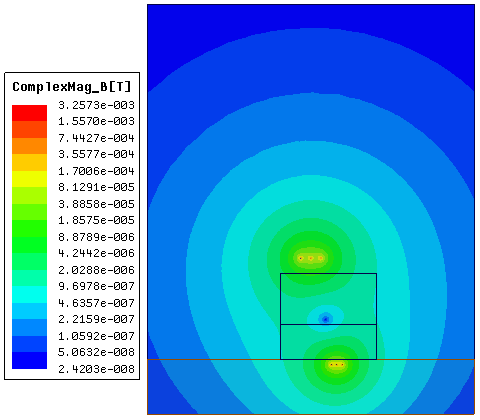 ComplexMag_B[T]
3.2573e-003
1.5570e-003
7.4427e-004
3.5577e-004
1.7006e-004
8.1291e-005
3.8858e-005
1.8575e-005
8.8789e-006
4.2442e-006
2.0288e-006
9.6978e-007
4.6357e-007
2.2159e-007
1.0592e-007
5.0632e-008
2.4203e-008